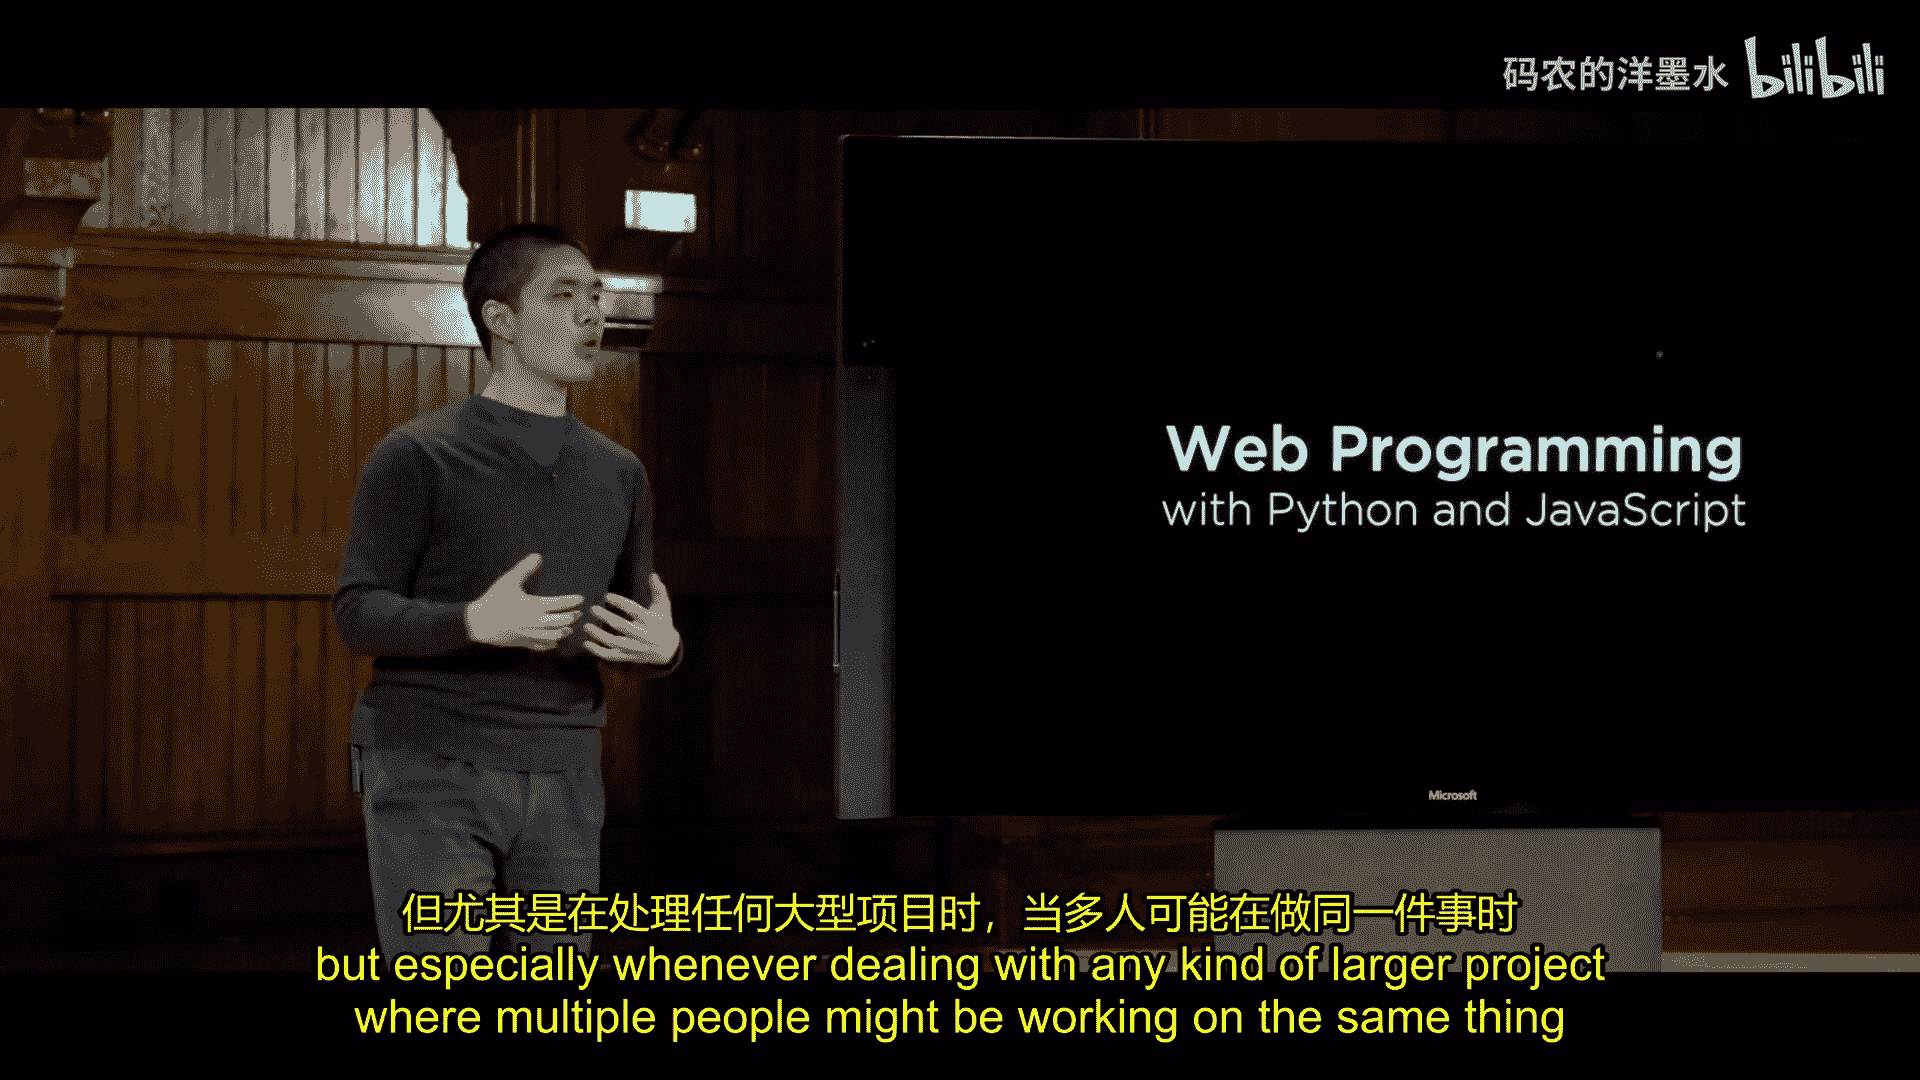 码农的洋墨水 bilibili
Web Programming
with Python and JavaScript
Microsoft
但尤其是在处理任何大型项目时，当多人可能在做同一件事时
but especially whenever dealing with any kind of larger project
where multiple people might be working on the same thing